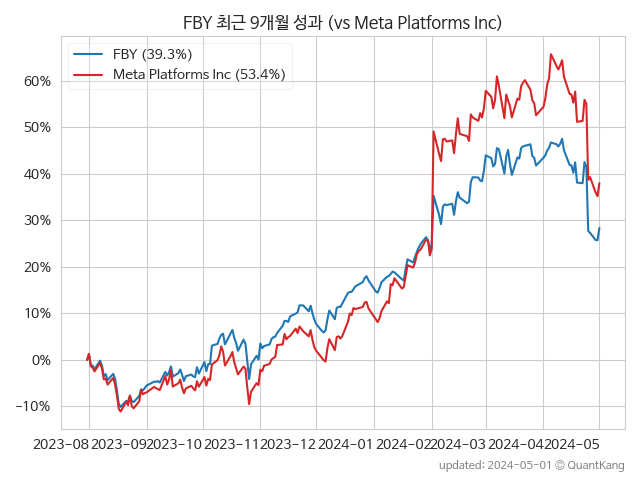 FBY 최근 9개월 성과 (vs Meta Platforms Inc)
FBY (39.3%)
Meta Platforms Inc (53.4%)
60%
50%
40%
30%
20%
10%
0%
−10%
2023−08 2023−09 2023−10 2023−11 2023−12 2024−01 2024−02 2024−03 2024−04 2024−05
updated: 2024-05-01 © QuantKang